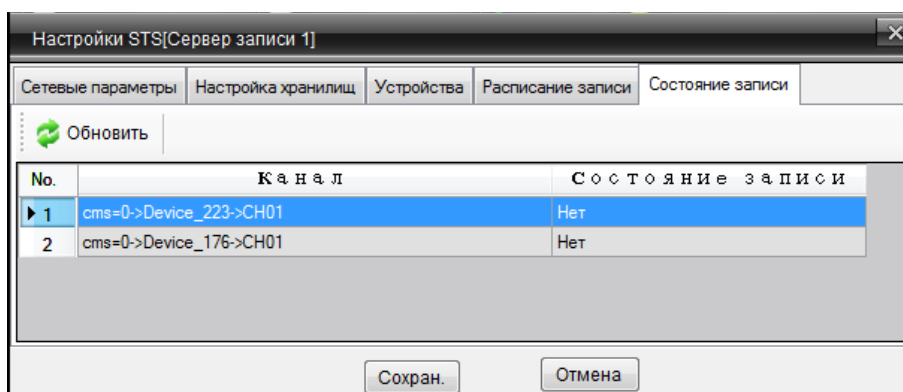 Настройки STS[Сервер записи 1]
Сетевые параметры Настройка хранилищ Устройства Расписание записи Состояние записи
Обновить
No. Канал Состояние записи
1 cms=0->Device_223->CH01 Нет
2 cms=0->Device_176->CH01 Нет
Сохран. Отмена